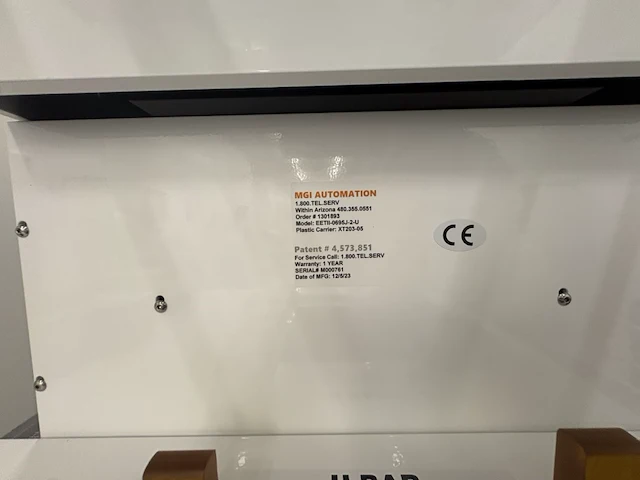 MGI AUTOMATION
1.800.TEL.SERV
Within Arizona 480.355.0551
Order # 1301893
Model: EETII-0695J-2-U
Plastic Carrier: XT203-05
Patent # 4,573,851
For Service Call: 1.800.TEL.SERV
Warranty: 1 YEAR
SERIAL# M000761
Date of MFG: 12/5/23
CE